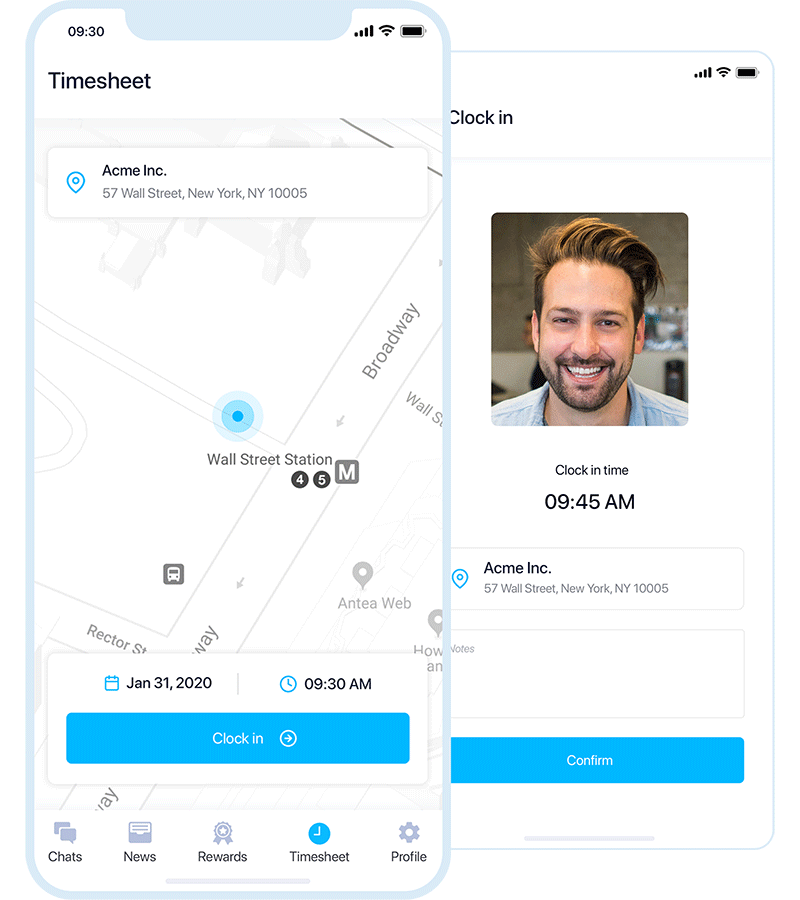 09:30
Timesheet
Acme Inc.
57 Wall Street, New York, NY 10005
Broadway
Wall S
Wall Street Station
M
4 5
Antea Web
Rector St
way
How
an
Jan 31, 2020
09:30 AM
Clock in
way
Chats
News
Rewards
Timesheet
Profile
Clock in
Clock in time
09:45 AM
Acme Inc.
57 Wall Street, New York, NY 10005
Notes
Confirm